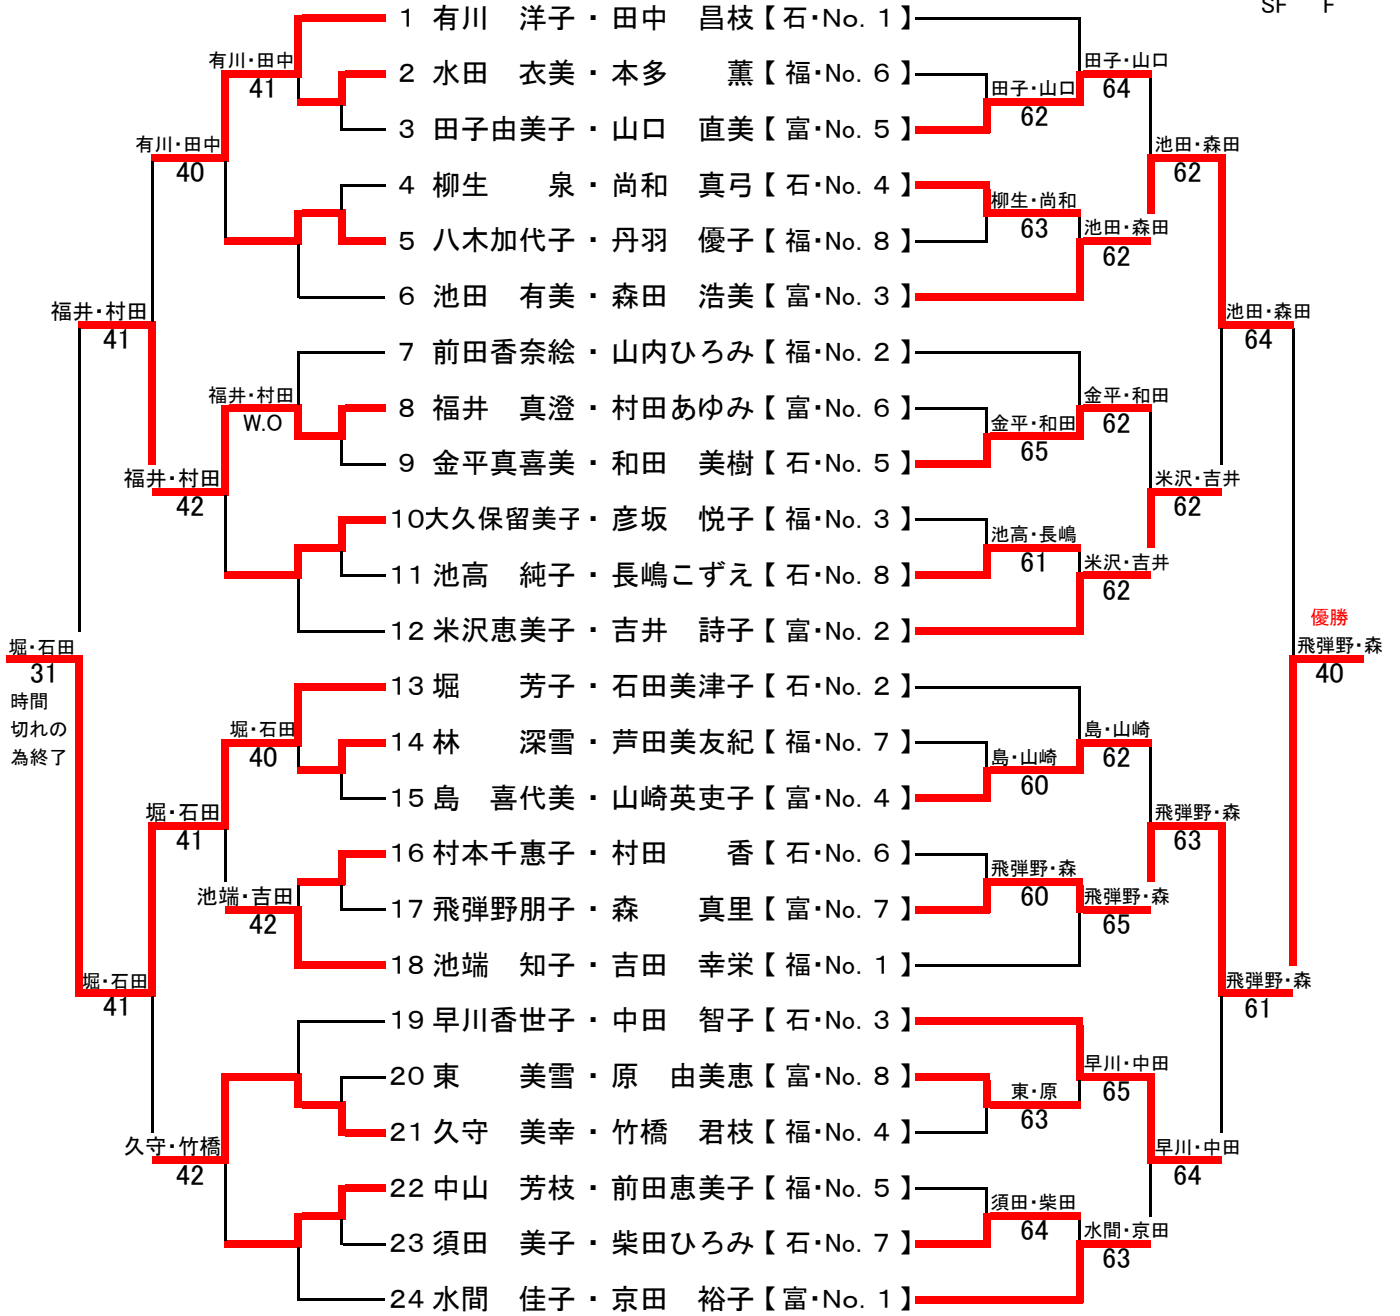 SF F
1 有川 洋子・田中 昌枝【石・No. 1】
有川・田中 田子・山口
2 水田 衣美・本多 薫【福・No. 6】
41 田子・山口 64
62
3 田子由美子・山口 直美【富・No. 5】
有川・田中 池田・森田
40 62
4 柳生 泉・尚和 真弓【石・No. 4】
柳生・尚和
63 池田・森田
5 八木加代子・丹羽 優子【福・No. 8】
62
6 池田 有美・森田 浩美【富・No. 3】
福井・村田 池田・森田
41 64
7 前田香奈絵・山内ひろみ【福・No. 2】
福井・村田 金平・和田
8 福井 真澄・村田あゆみ【富・No. 6】
W.O 金平・和田 62
65
9 金平真喜美・和田 美樹【石・No. 5】
福井・村田 米沢・吉井
42 62
10 大久保留美子・彦坂 悦子【福・No. 3】
池高・長嶋
61 米沢・吉井
11 池高 純子・長嶋こずえ【石・No. 8】
62
12 米沢恵美子・吉井 詩子【富・No. 2】
優勝
堀・石田 飛弾野・森
31 40
時間
切れの
為終了
13 堀 芳子・石田美津子【石・No. 2】
堀・石田 島・山崎
14 林 深雪・芦田美友紀【福・No. 7】
40 島・山崎 62
60
15 島 喜代美・山崎英吏子【富・No. 4】
堀・石田 飛弾野・森
41 63
16 村本千惠子・村田 香【石・No. 6】
飛弾野・森
池端・吉田 60 飛弾野・森
17 飛弾野朋子・森 真里【富・No. 7】
42 65
18 池端 知子・吉田 幸栄【福・No. 1】
堀・石田 飛弾野・森
41 61
19 早川香世子・中田 智子【石・No. 3】
早川・中田
20 東 美雪・原 由美恵【富・No. 8】
東・原 65
63
21 久守 美幸・竹橋 君枝【福・No. 4】
久守・竹橋 早川・中田
42 64
22 中山 芳枝・前田恵美子【福・No. 5】
須田・柴田
64 水間・京田
23 須田 美子・柴田ひろみ【石・No. 7】
63
24 水間 佳子・京田 裕子【富・No. 1】